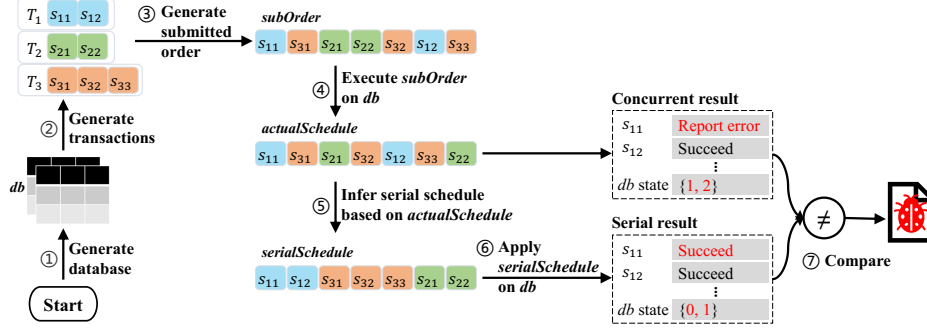 T₁ s₁₁ s₁₂
T₂ s₂₁ s₂₂
T₃ s₃₁ s₃₂ s₃₃
③ Generate
submitted
order
subOrder
s₁₁ s₃₁ s₂₁ s₂₂ s₃₂ s₁₂ s₃₃
② Generate
transactions
④ Execute subOrder
on db
actualSchedule
s₁₁ s₃₁ s₂₁ s₃₂ s₁₂ s₃₃ s₂₂
Concurrent result
s₁₁ Report error
s₁₂ Succeed
⋮
db state {1, 2}
db
⑤ Infer serial schedule
based on actualSchedule
① Generate
database
Start
serialSchedule
s₁₁ s₁₂ s₃₁ s₃₂ s₃₃ s₂₁ s₂₂
⑥ Apply
serialSchedule
on db
Serial result
s₁₁ Succeed
s₁₂ Succeed
⋮
db state {0, 1}
≠
⑦ Compare